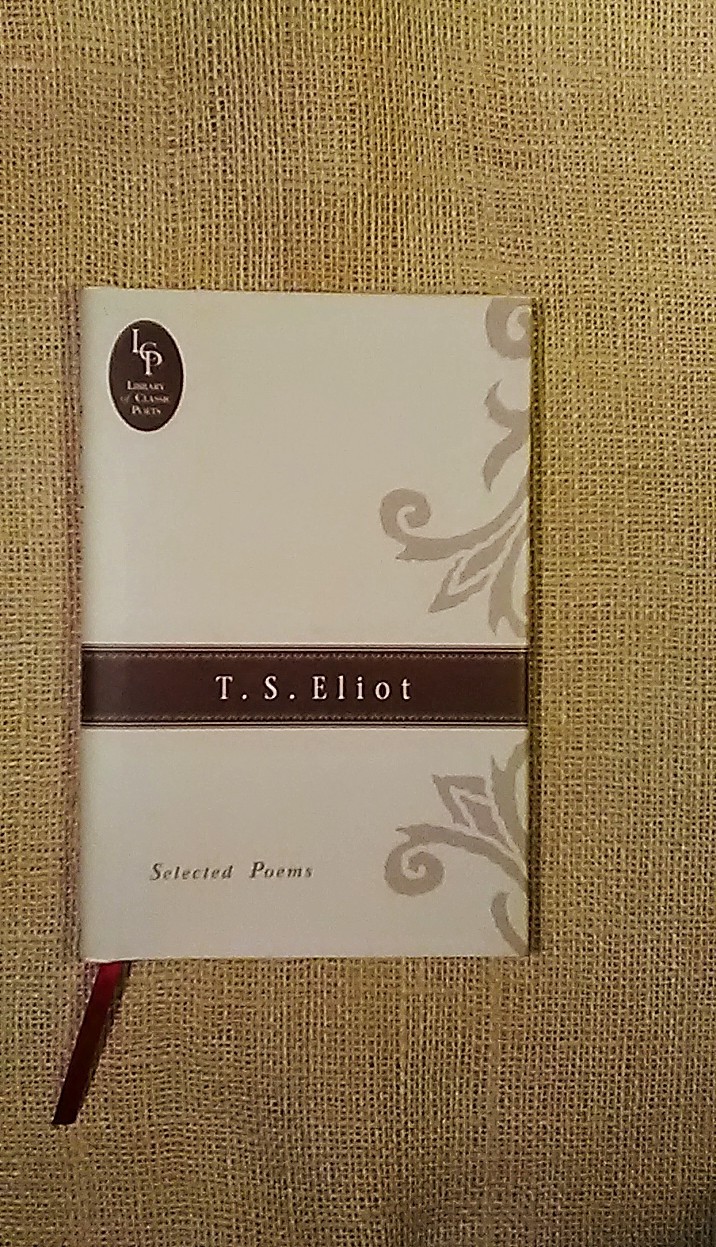 LCP
LIBRARY
of CLASSIC
POETS
T. S. Eliot
Selected Poems